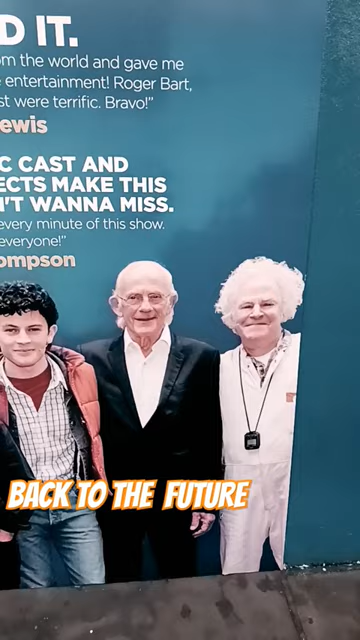 D IT.
om the world and gave me
e entertainment! Roger Bart,
st were terrific. Bravo!”
ewis
C CAST AND
ECTS MAKE THIS
N'T WANNA MISS.
every minute of this show.
everyone!”
ompson
BACK TO THE FUTURE